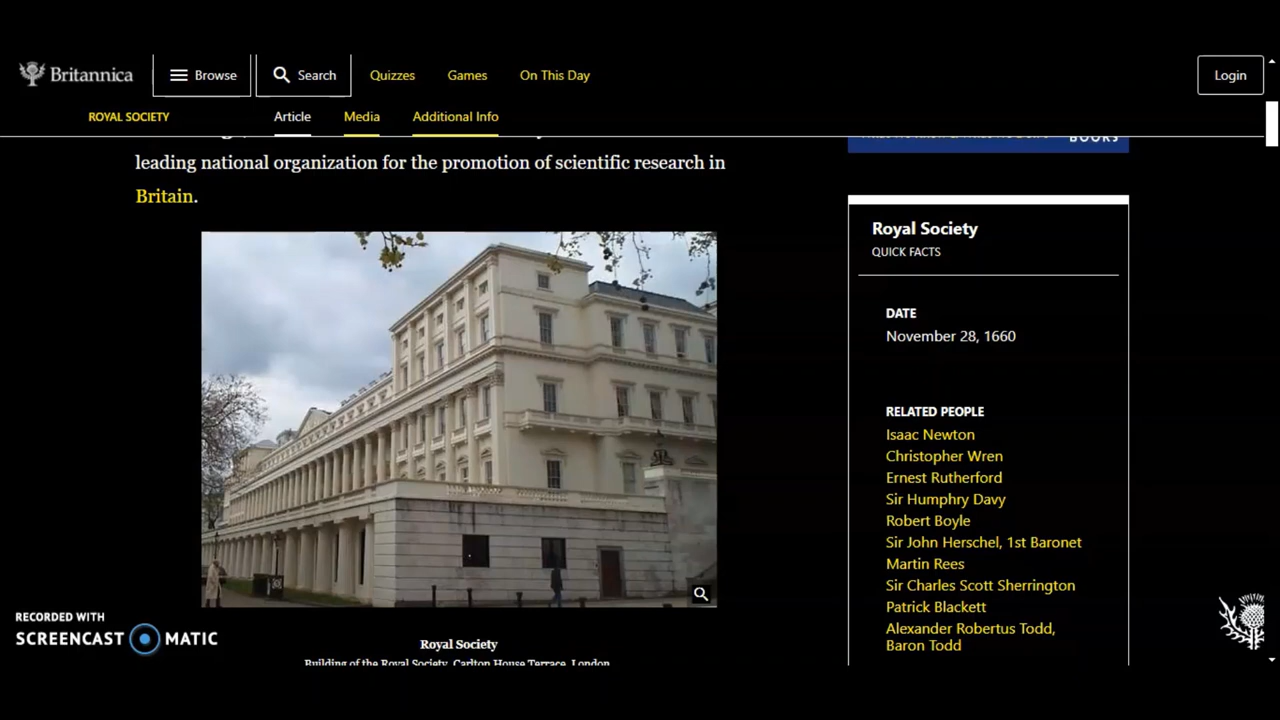 Britannica
Browse
Search
Quizzes
Games
On This Day
Login
ROYAL SOCIETY
Article
Media
Additional Info
leading national organization for the promotion of scientific research in
Britain.
BOOKS
Royal Society
QUICK FACTS
DATE
November 28, 1660
RELATED PEOPLE
Isaac Newton
Christopher Wren
Ernest Rutherford
Sir Humphry Davy
Robert Boyle
Sir John Herschel, 1st Baronet
Martin Rees
Sir Charles Scott Sherrington
Patrick Blackett
Alexander Robertus Todd,
Baron Todd
Royal Society
Building of the Royal Society, Carlton House Terrace, London
RECORDED WITH
SCREENCAST MATIC